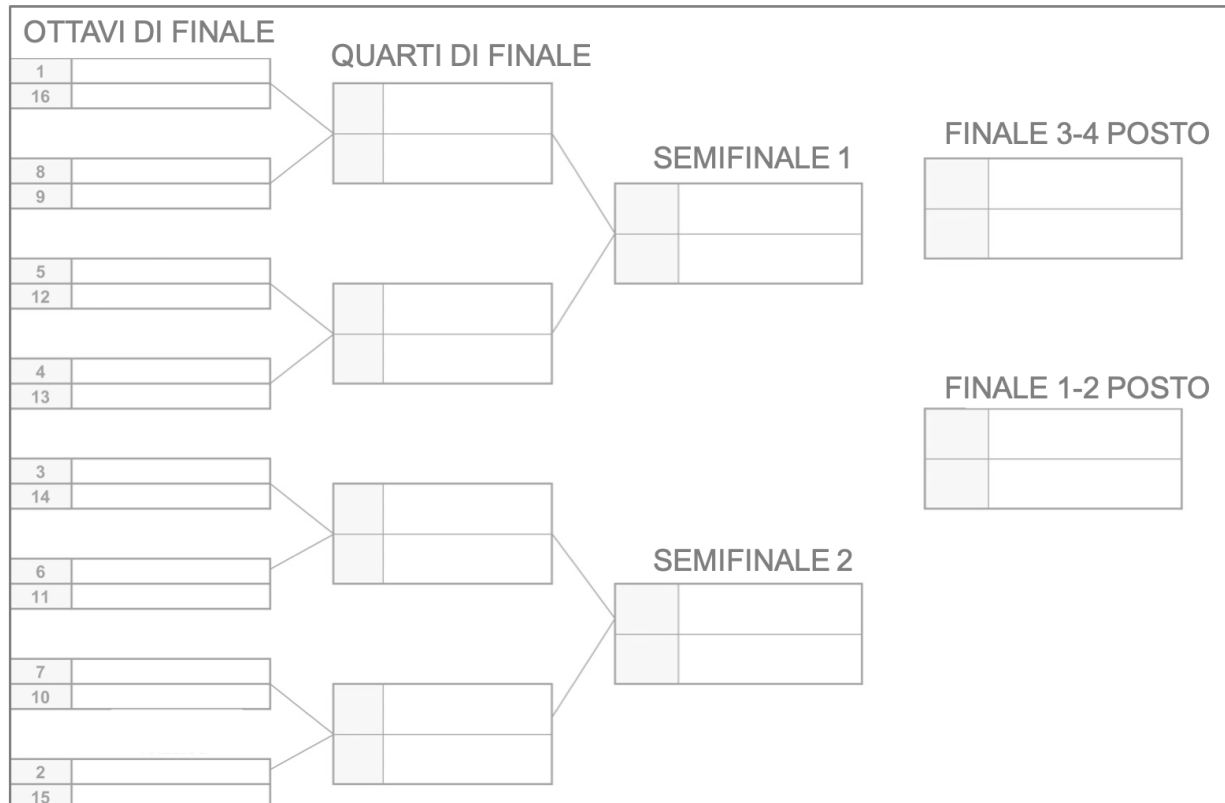 OTTAVI DI FINALE
1
16
8
9
5
12
4
13
3
14
6
11
7
10
2
15
QUARTI DI FINALE
SEMIFINALE 1
SEMIFINALE 2
FINALE 3-4 POSTO
FINALE 1-2 POSTO